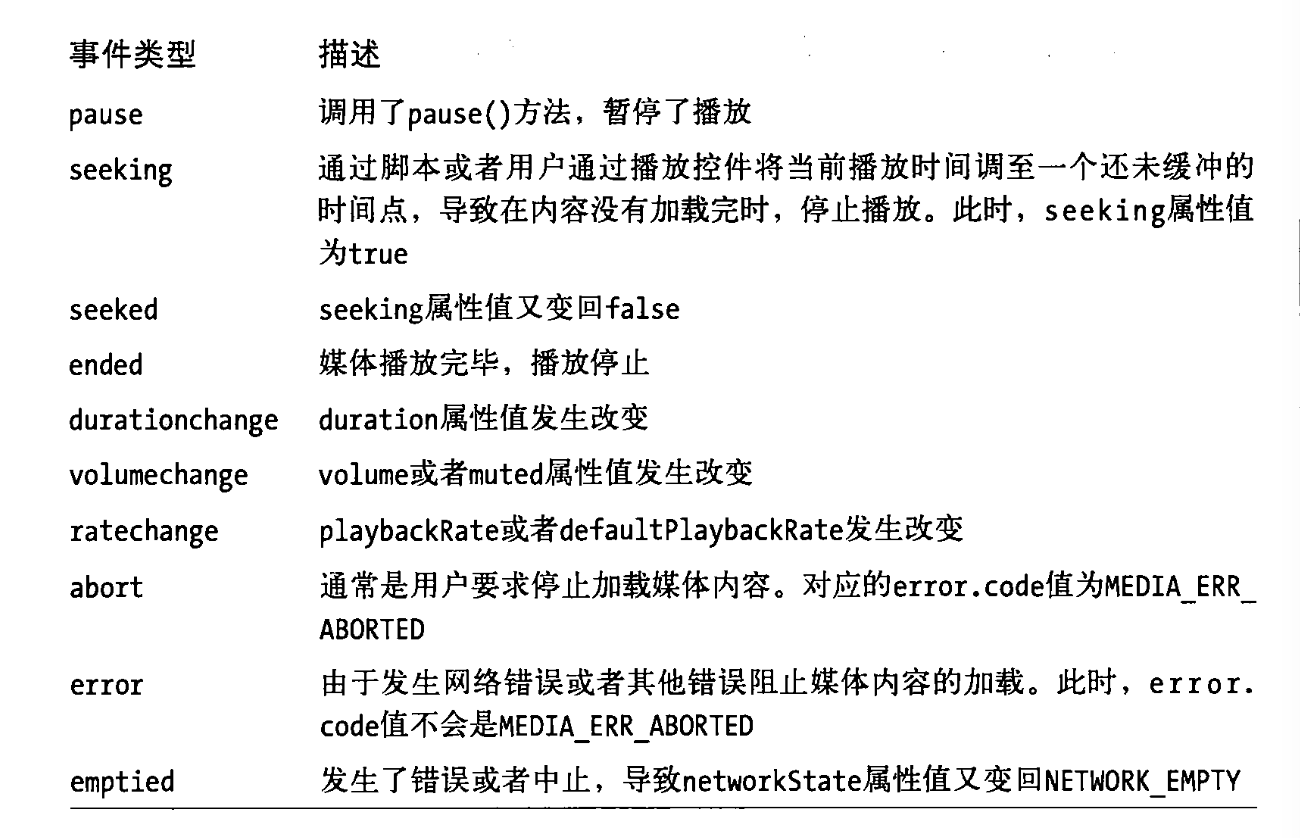 事件类型 描述
pause 调用了pause()方法，暂停了播放
seeking 通过脚本或者用户通过播放控件将当前播放时间调至一个还未缓冲的
时间点，导致在内容没有加载完时，停止播放。此时，seeking属性值
为true
seeked seeking属性值又变回false
ended 媒体播放完毕，播放停止
durationchange duration属性值发生改变
volumechange volume或者muted属性值发生改变
ratechange playbackRate或者defaultPlaybackRate发生改变
abort 通常是用户要求停止加载媒体内容。对应的error.code值为MEDIA_ERR_
ABORTED
error 由于发生网络错误或者其他错误阻止媒体内容的加载。此时，error.
code值不会是MEDIA_ERR_ABORTED
emptied 发生了错误或者中止，导致networkState属性值又变回NETWORK_EMPTY